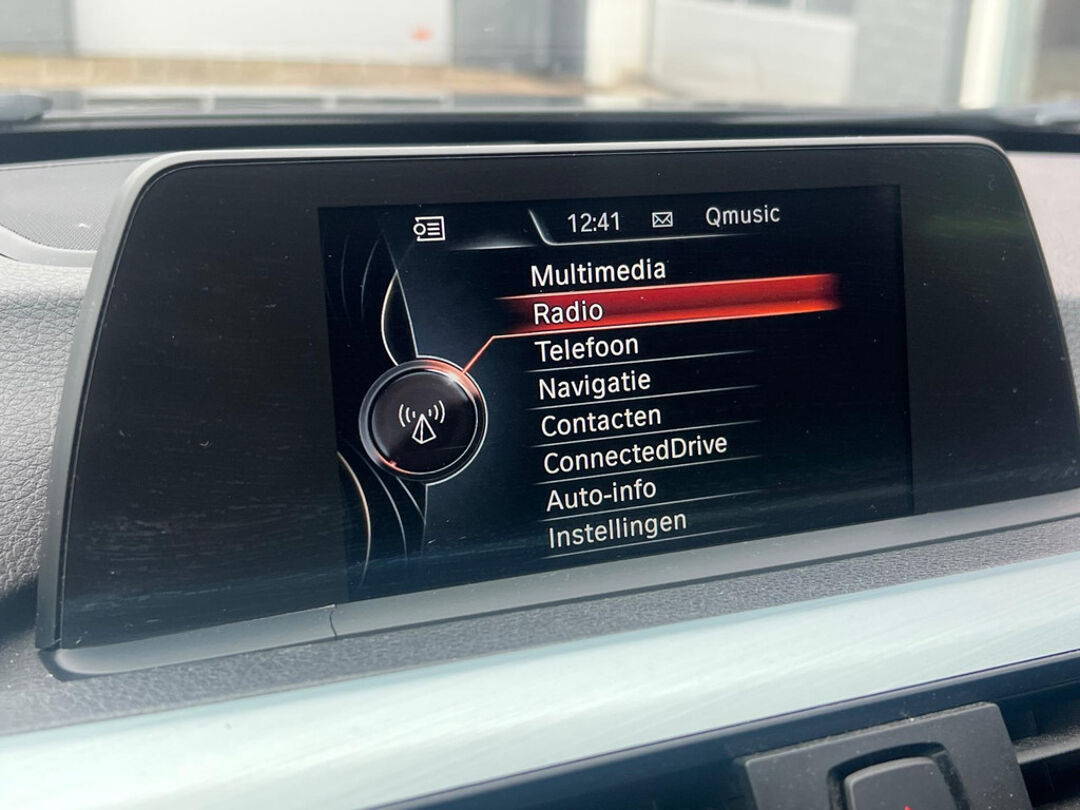 12:41 Qmusic
Multimedia
Radio
Telefoon
Navigatie
Contacten
ConnectedDrive
Auto-info
Instellingen